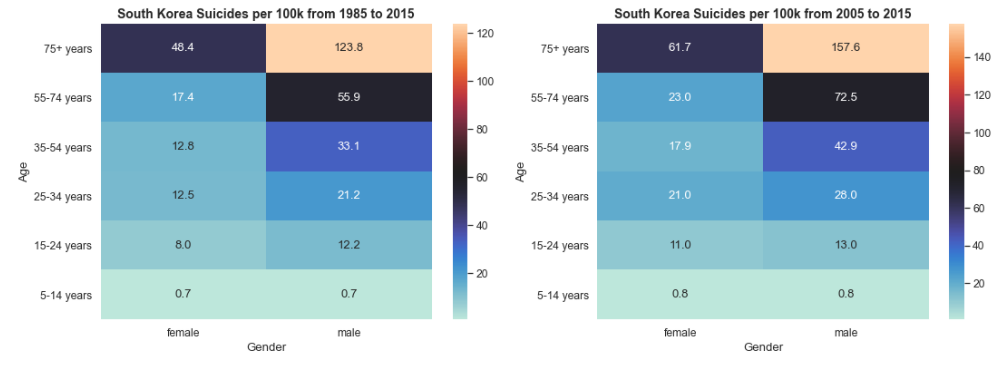 South Korea Suicides per 100k from 1985 to 2015
75+ years 48.4 123.8
55-74 years 17.4 55.9
35-54 years 12.8 33.1
25-34 years 12.5 21.2
15-24 years 8.0 12.2
5-14 years 0.7 0.7
female male
Gender
Age
120
100
80
60
40
20
South Korea Suicides per 100k from 2005 to 2015
75+ years 61.7 157.6
55-74 years 23.0 72.5
35-54 years 17.9 42.9
25-34 years 21.0 28.0
15-24 years 11.0 13.0
5-14 years 0.8 0.8
female male
Gender
Age
140
120
100
80
60
40
20